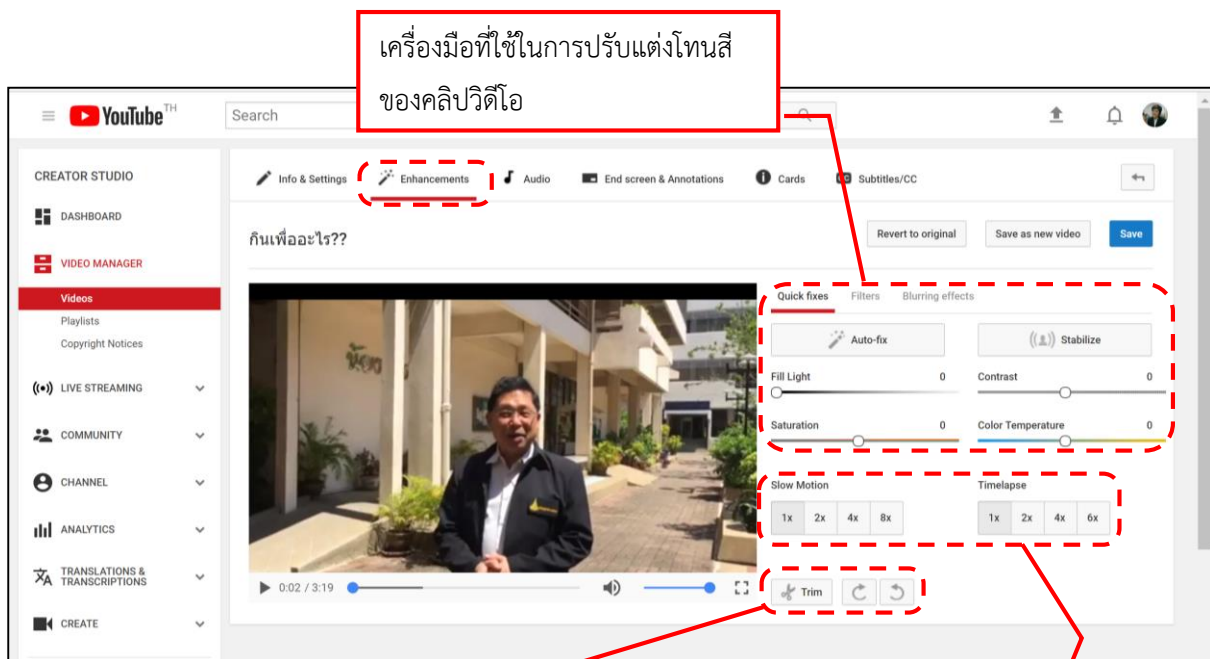 เครื่องมือที่ใช้ในการปรับแต่งโทนสี
ของคลิปวิดีโอ
YouTube TH
Search
CREATOR STUDIO
DASHBOARD
VIDEO MANAGER
Videos
Playlists
Copyright Notices
LIVE STREAMING
COMMUNITY
CHANNEL
ANALYTICS
TRANSLATIONS &
TRANSCRIPTIONS
CREATE
Info & Settings
Enhancements
Audio
End screen & Annotations
Cards
CC Subtitles/CC
กินเพื่ออะไร??
Revert to original
Save as new video
Save
Quick fixes
Filters
Blurring effects
Auto-fix
Stabilize
Fill Light 0
Contrast 0
Saturation 0
Color Temperature 0
Slow Motion
1x 2x 4x 8x
Timelapse
1x 2x 4x 6x
0:02 / 3:19
Trim